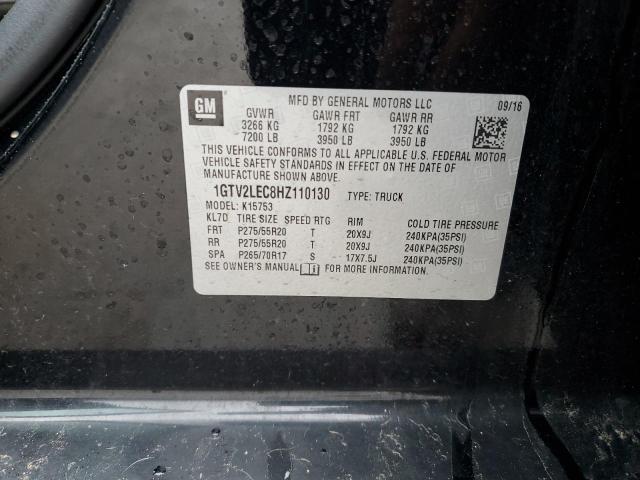 GM
MFD BY GENERAL MOTORS LLC 09/16
GVWR GAWR FRT GAWR RR
3266 KG 1792 KG 1792 KG
7200 LB 3950 LB 3950 LB
THIS VEHICLE CONFORMS TO ALL APPLICABLE U.S. FEDERAL MOTOR
VEHICLE SAFETY STANDARDS IN EFFECT ON THE DATE OF
MANUFACTURE SHOWN ABOVE.
1GTV2LEC8HZ110130 TYPE: TRUCK
MODEL: K15753
KL7D TIRE SIZE SPEED RTG RIM COLD TIRE PRESSURE
FRT P275/55R20 T 20X9J 240KPA(35PSI)
RR P275/55R20 T 20X9J 240KPA(35PSI)
SPA P265/70R17 S 17X7.5J 240KPA(35PSI)
SEE OWNER'S MANUAL FOR MORE INFORMATION.